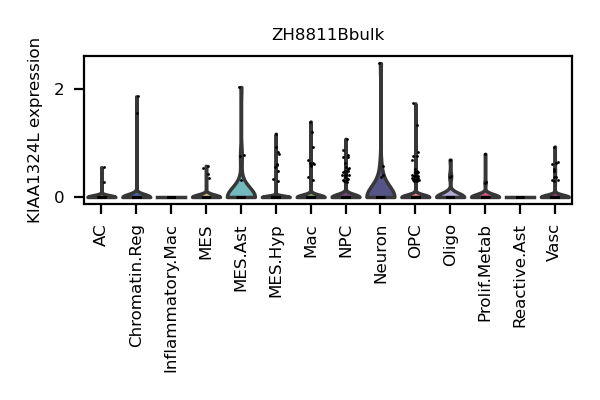 ZH8811Bbulk
KIAA1324L expression
2
0
AC
Chromatin.Reg
Inflammatory.Mac
MES
MES.Ast
MES.Hyp
Mac
NPC
Neuron
OPC
Oligo
Prolif.Metab
Reactive.Ast
Vasc